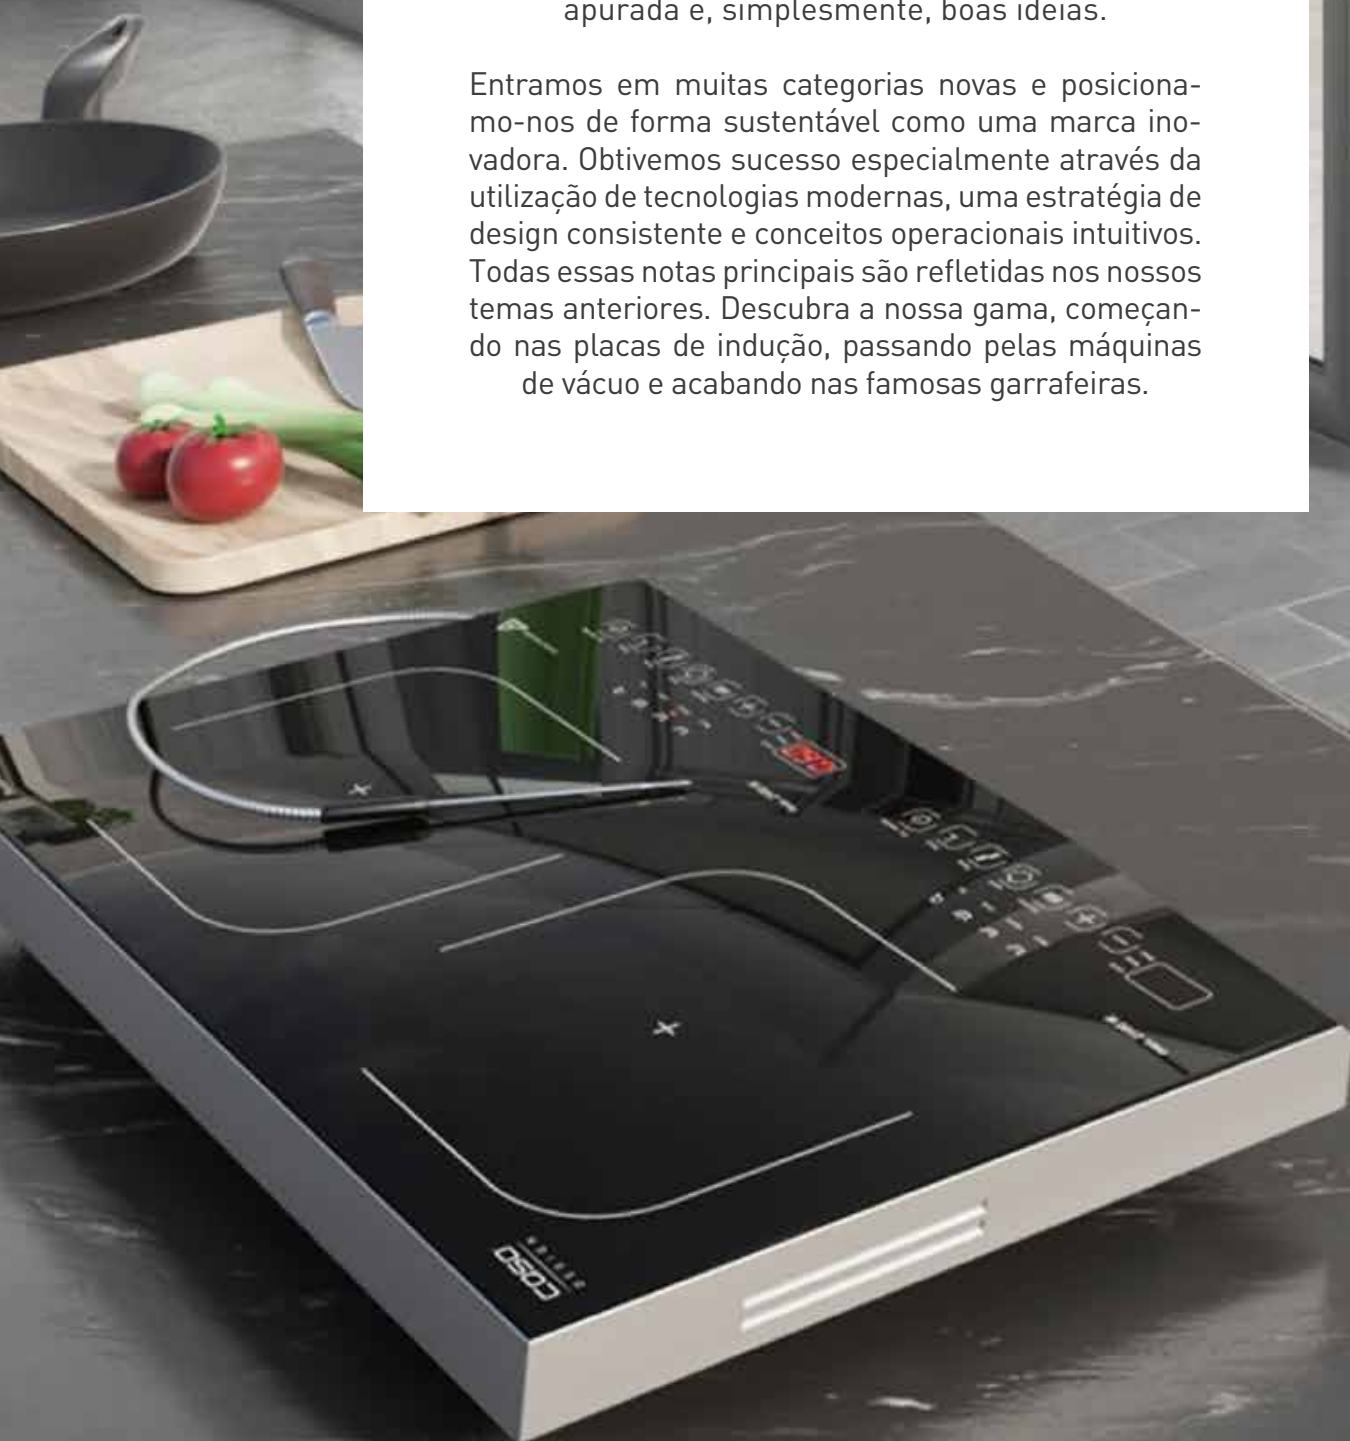 apurada e, simplesmente, boas ideias.
Entramos em muitas categorias novas e posiciona-
mo-nos de forma sustentável como uma marca ino-
vadora. Obtivemos sucesso especialmente através da
utilização de tecnologias modernas, uma estratégia de
design consistente e conceitos operacionais intuitivos.
Todas essas notas principais são refletidas nos nossos
temas anteriores. Descubra a nossa gama, começan-
do nas placas de indução, passando pelas máquinas
de vácuo e acabando nas famosas garrafeiras.
caso
DESIGN